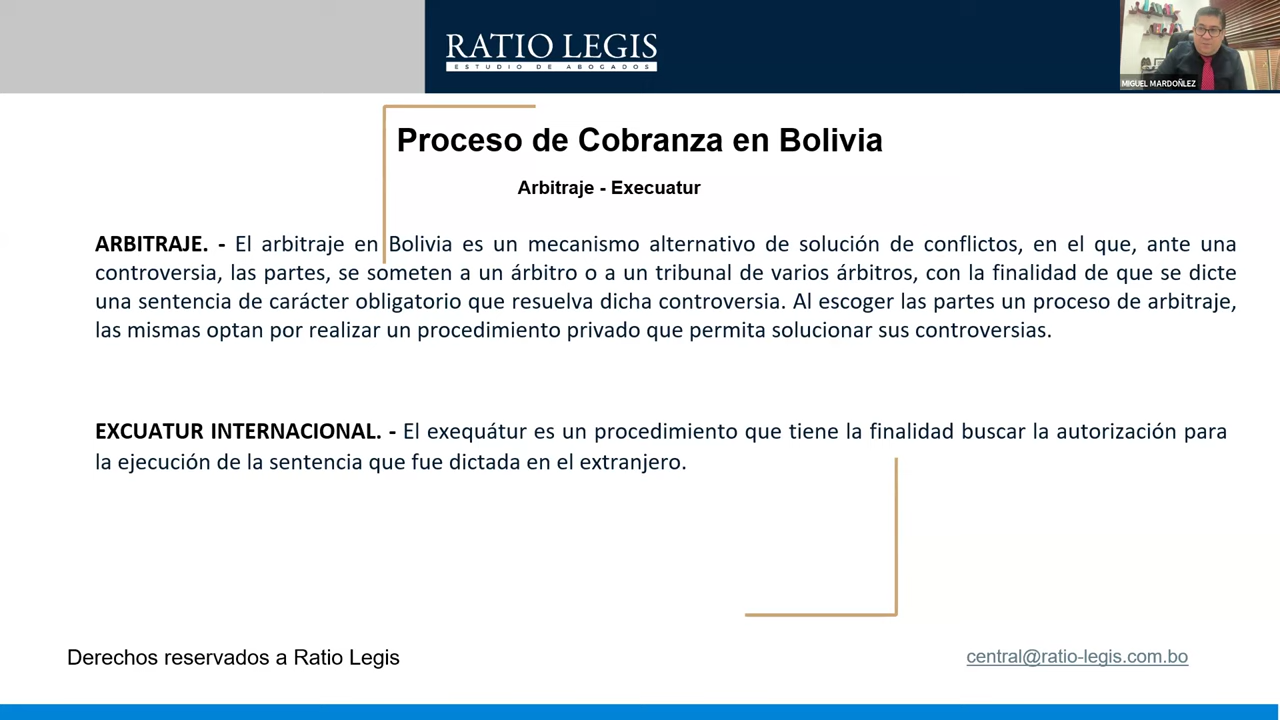 RATIO LEGIS
ESTUDIO DE ABOGADOS
MIGUEL MARDOÑLEZ
Proceso de Cobranza en Bolivia
Arbitraje - Execuatur
ARBITRAJE. - El arbitraje en Bolivia es un mecanismo alternativo de solución de conflictos, en el que, ante una
controversia, las partes, se someten a un árbitro o a un tribunal de varios árbitros, con la finalidad de que se dicte
una sentencia de carácter obligatorio que resuelva dicha controversia. Al escoger las partes un proceso de arbitraje,
las mismas optan por realizar un procedimiento privado que permita solucionar sus controversias.
EXCUATUR INTERNACIONAL. - El exequátur es un procedimiento que tiene la finalidad buscar la autorización para
la ejecución de la sentencia que fue dictada en el extranjero.
Derechos reservados a Ratio Legis
central@ratio-legis.com.bo